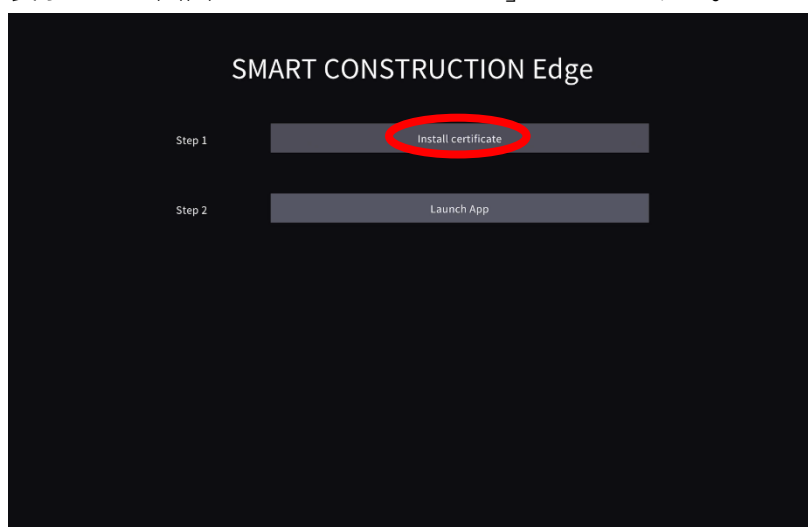 SMART CONSTRUCTION Edge
Step 1
Install certificate
Step 2
Launch App